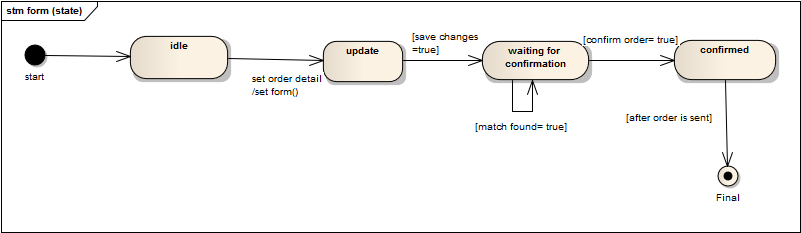 stm form (state)
start
idle
set order detail
/set form()
update
[save changes
=true]
waiting for
confirmation
[match found= true]
[confirm order= true]
confirmed
[after order is sent]
Final